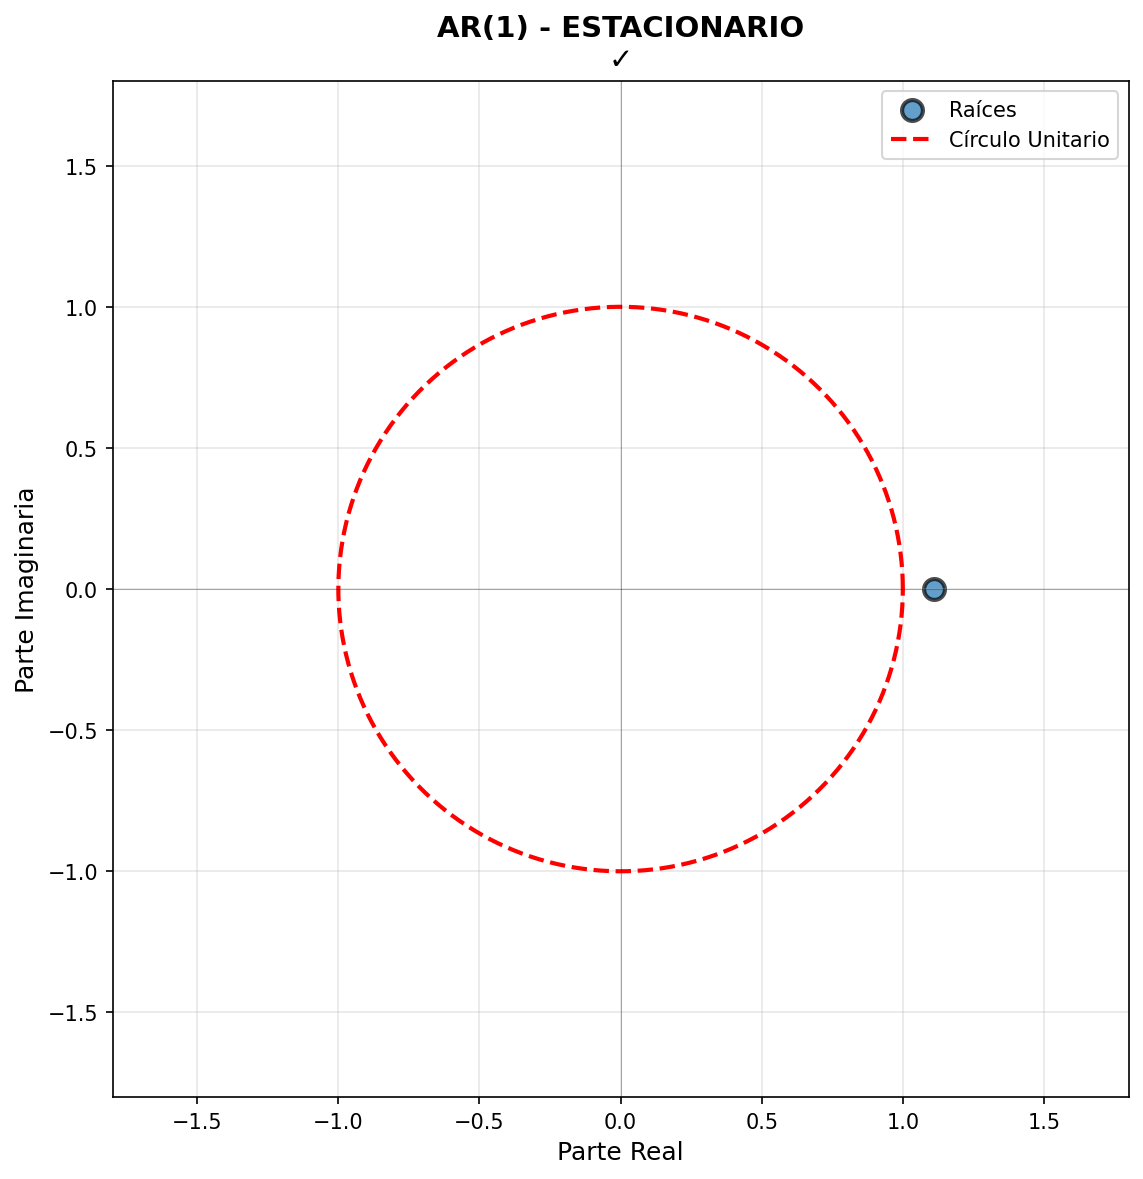 AR(1) - ESTACIONARIO
✓
Raíces
Círculo Unitario
1.5
1.0
0.5
0.0
−0.5
−1.0
−1.5
Parte Imaginaria
−1.5 −1.0 −0.5 0.0 0.5 1.0 1.5
Parte Real